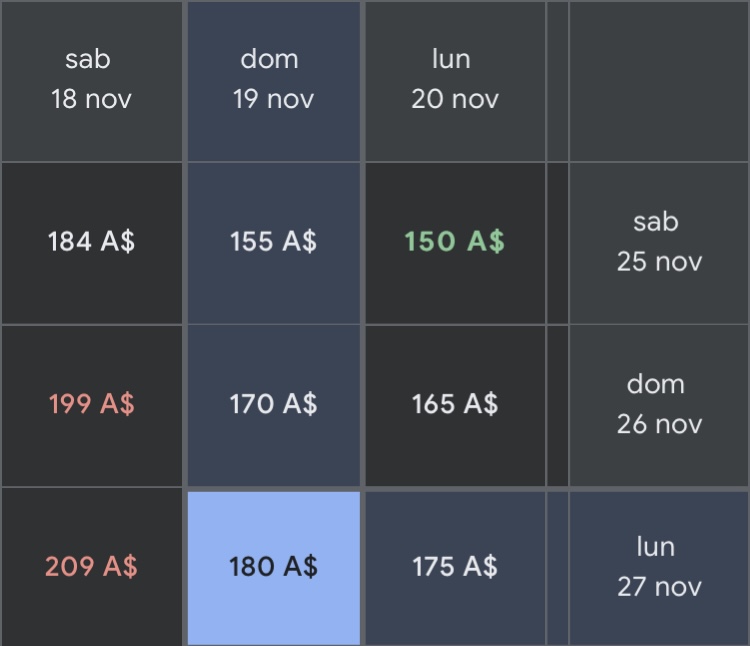 sab
18 nov
dom
19 nov
lun
20 nov
184 A$
155 A$
150 A$
sab
25 nov
199 A$
170 A$
165 A$
dom
26 nov
209 A$
180 A$
175 A$
lun
27 nov